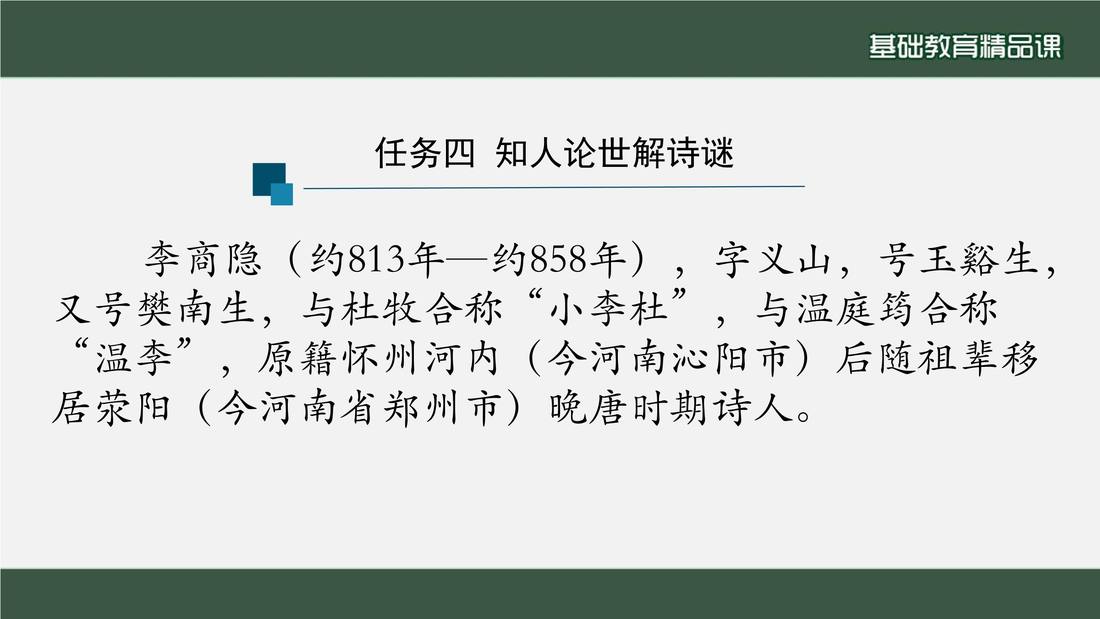 基础教育精品课
任务四 知人论世解诗谜
李商隐（约813年—约858年），字义山，号玉谿生，
又号樊南生，与杜牧合称“小李杜”，与温庭筠合称
“温李”，原籍怀州河内（今河南沁阳市）后随祖辈移
居荥阳（今河南省郑州市）晚唐时期诗人。